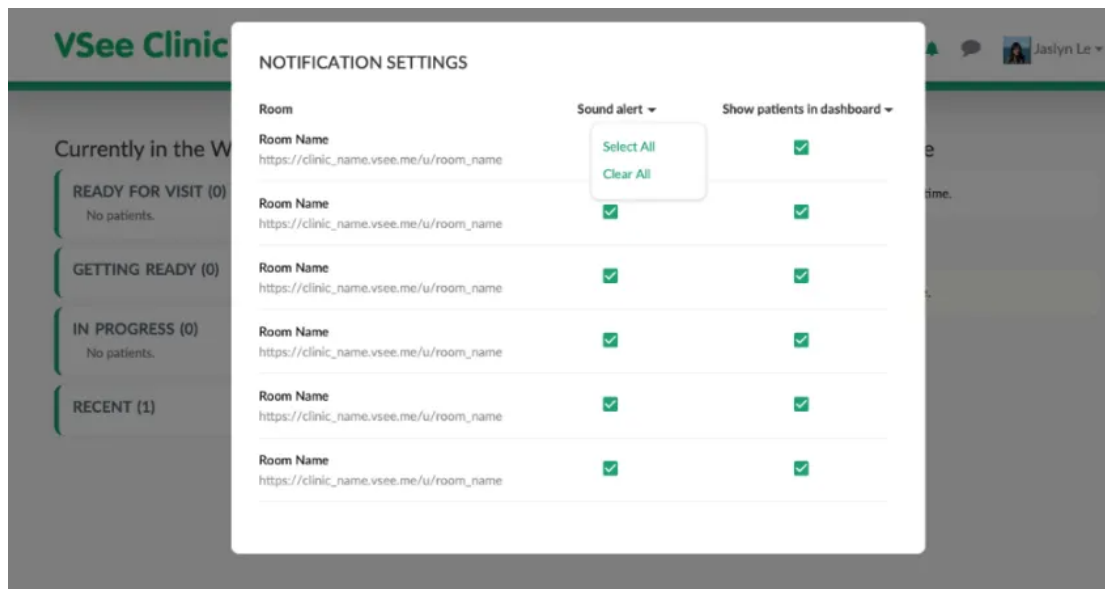 VSee Clinic
Jaslyn Le
NOTIFICATION SETTINGS
Room Sound alert Show patients in dashboard
Room Name
https://clinic_name.vsee.me/u/room_name
Select All
Clear All
Room Name
https://clinic_name.vsee.me/u/room_name
Room Name
https://clinic_name.vsee.me/u/room_name
Room Name
https://clinic_name.vsee.me/u/room_name
Room Name
https://clinic_name.vsee.me/u/room_name
Room Name
https://clinic_name.vsee.me/u/room_name
Currently in the W
READY FOR VISIT (0)
No patients.
GETTING READY (0)
IN PROGRESS (0)
No patients.
RECENT (1)
e
time.